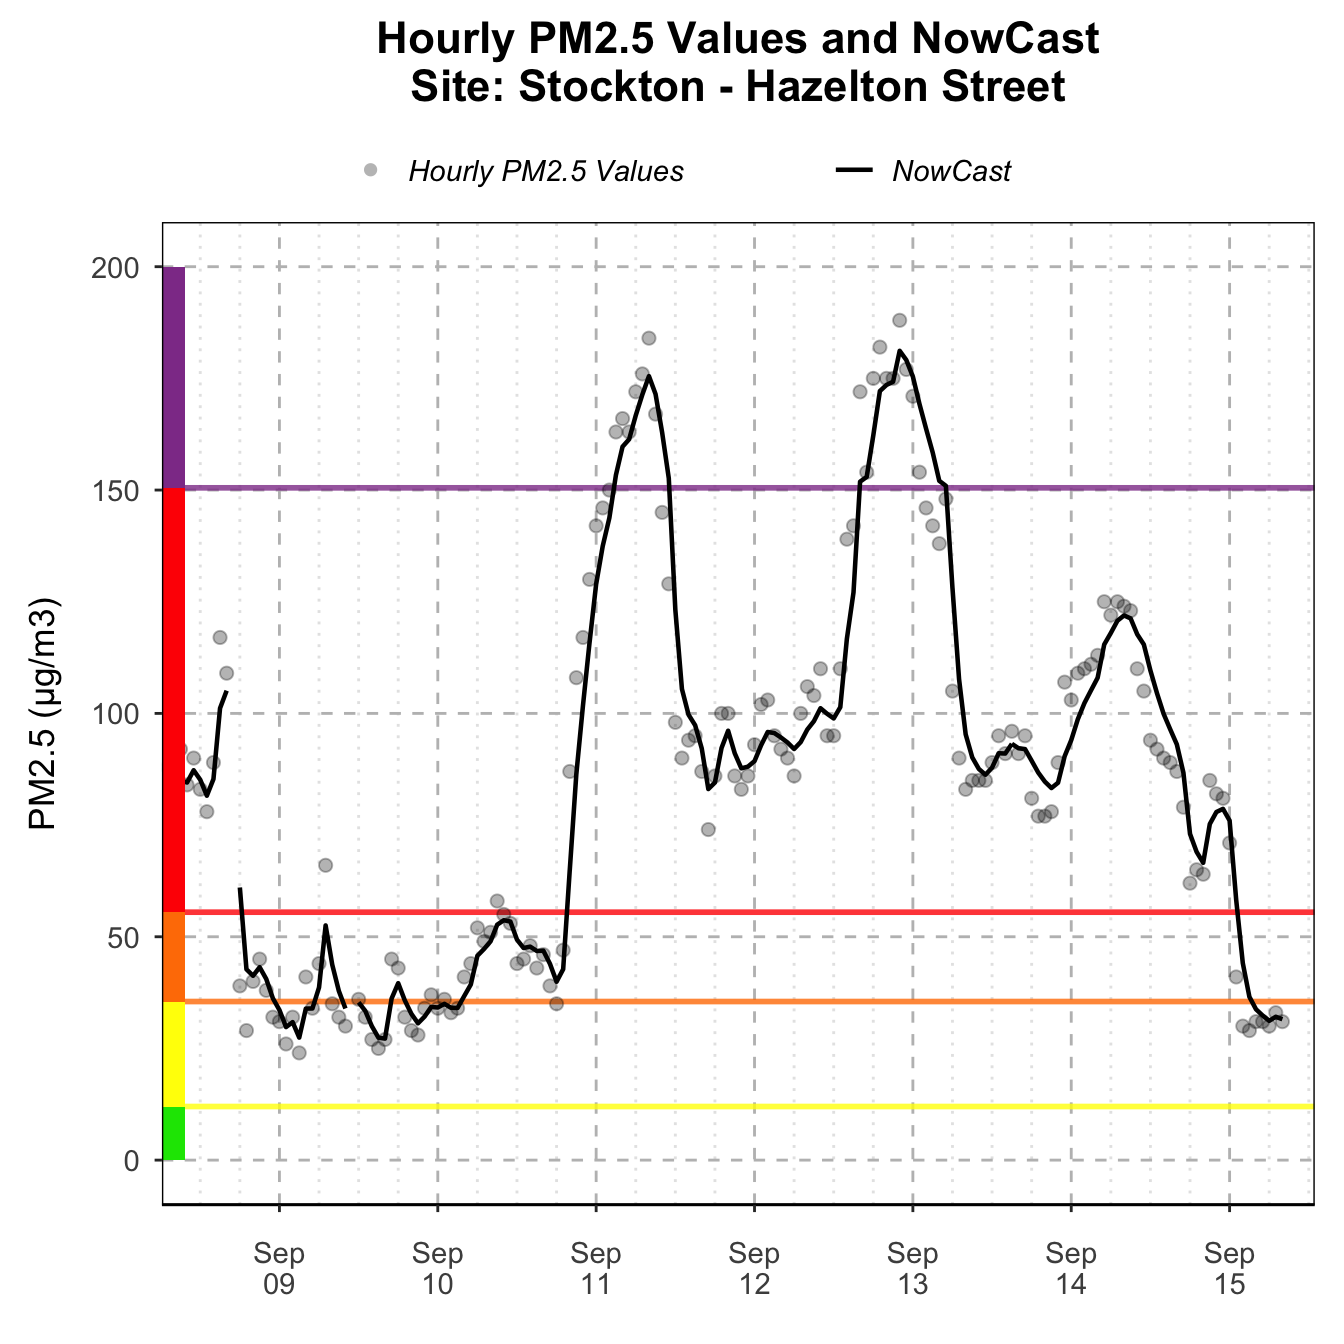 Hourly PM2.5 Values and NowCast
Site: Stockton - Hazelton Street
Hourly PM2.5 Values NowCast
PM2.5 (µg/m3)
200
150
100
50
0
Sep Sep Sep Sep Sep Sep Sep
09 10 11 12 13 14 15